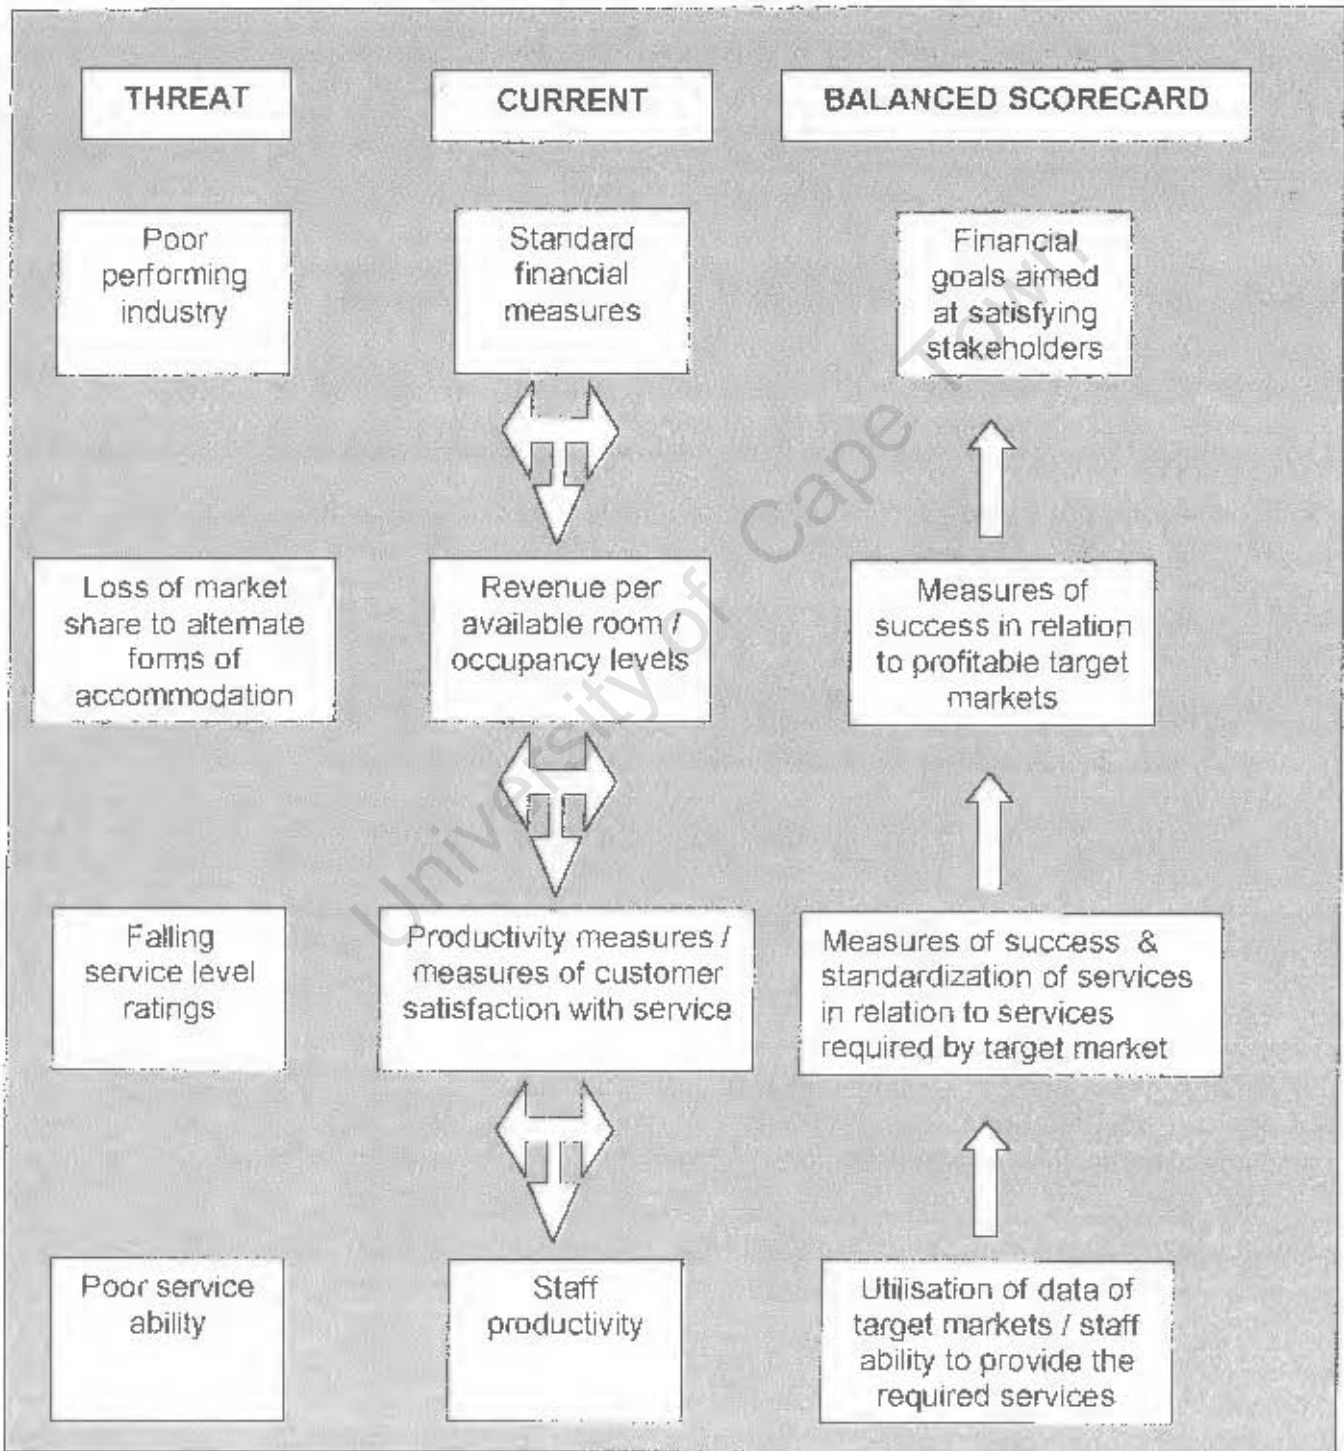 THREAT
CURRENT
BALANCED SCORECARD
Poor
performing
industry
Standard
financial
measures
Financial
goals aimed
at satisfying
stakeholders
Loss of market
share to alternate
forms of
accommodation
Revenue per
available room /
occupancy levels
Measures of
success in relation
to profitable target
markets
Falling
service level
ratings
Productivity measures /
measures of customer
satisfaction with service
Measures of success &
standardization of services
in relation to services
required by target market
Poor service
ability
Staff
productivity
Utilisation of data of
target markets / staff
ability to provide the
required services
University of Cape Town